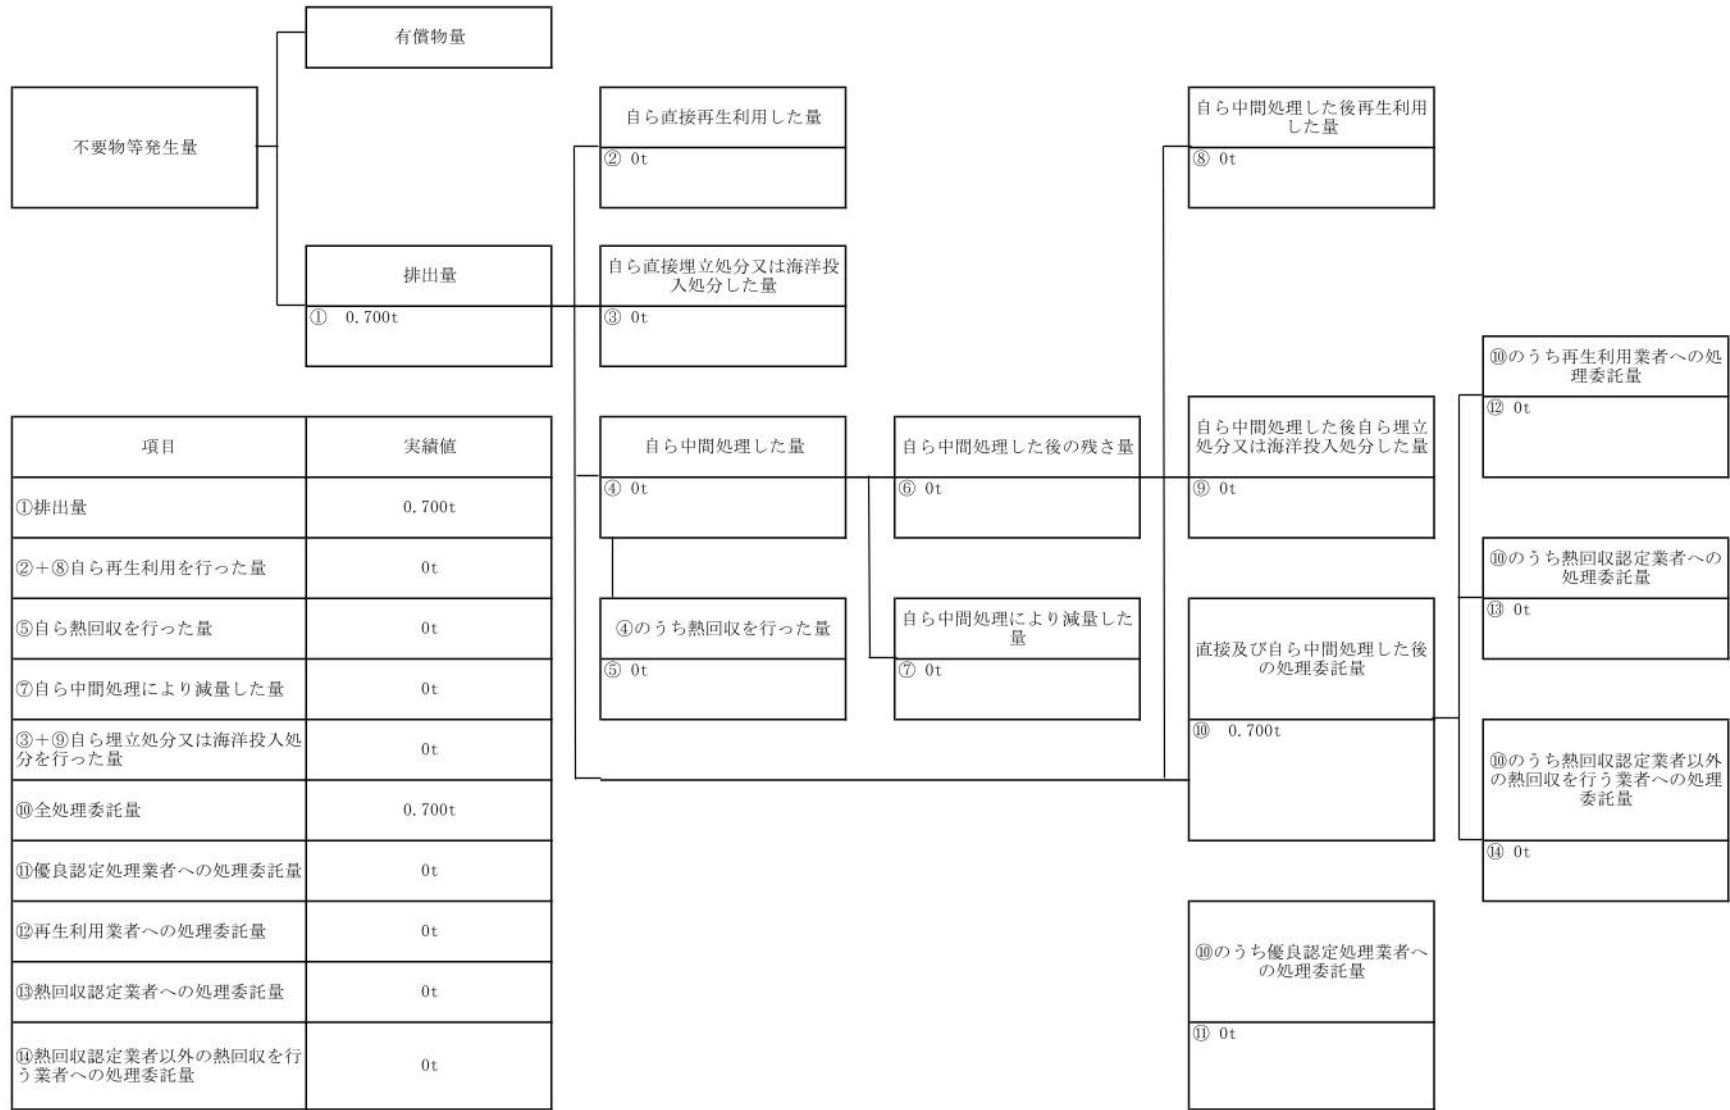 有償物量
不要物等発生量
自ら直接再生利用した量
② 0t
自ら中間処理した後再生利用
した量
⑧ 0t
排出量
① 0.700t
自ら直接埋立処分又は海洋投
入処分した量
③ 0t
自ら中間処理した量
④ 0t
自ら中間処理した後の残さ量
⑥ 0t
自ら中間処理した後自ら埋立
処分又は海洋投入処分した量
⑨ 0t
⑩のうち再生利用業者への処
理委託量
⑫ 0t
④のうち熱回収を行った量
⑤ 0t
自ら中間処理により減量した
量
⑦ 0t
直接及び自ら中間処理した後
の処理委託量
⑩ 0.700t
⑩のうち熱回収認定業者への
処理委託量
⑬ 0t
⑩のうち熱回収認定業者以外
の熱回収を行う業者への処理
委託量
⑭ 0t
⑩のうち優良認定処理業者へ
の処理委託量
⑪ 0t
項目 実績値
①排出量 0.700t
②+⑧自ら再生利用を行った量 0t
⑤自ら熱回収を行った量 0t
⑦自ら中間処理により減量した量 0t
③+⑨自ら埋立処分又は海洋投入処
分を行った量 0t
⑩全処理委託量 0.700t
⑪優良認定処理業者への処理委託量 0t
⑫再生利用業者への処理委託量 0t
⑬熱回収認定業者への処理委託量 0t
⑭熱回収認定業者以外の熱回収を行
う業者への処理委託量 0t